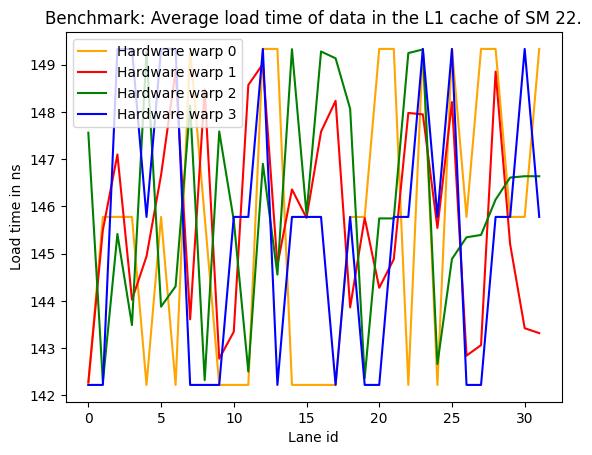 Benchmark: Average load time of data in the L1 cache of SM 22.
Hardware warp 0
Hardware warp 1
Hardware warp 2
Hardware warp 3
149
148
147
146
145
144
143
142
Load time in ns
0 5 10 15 20 25 30
Lane id